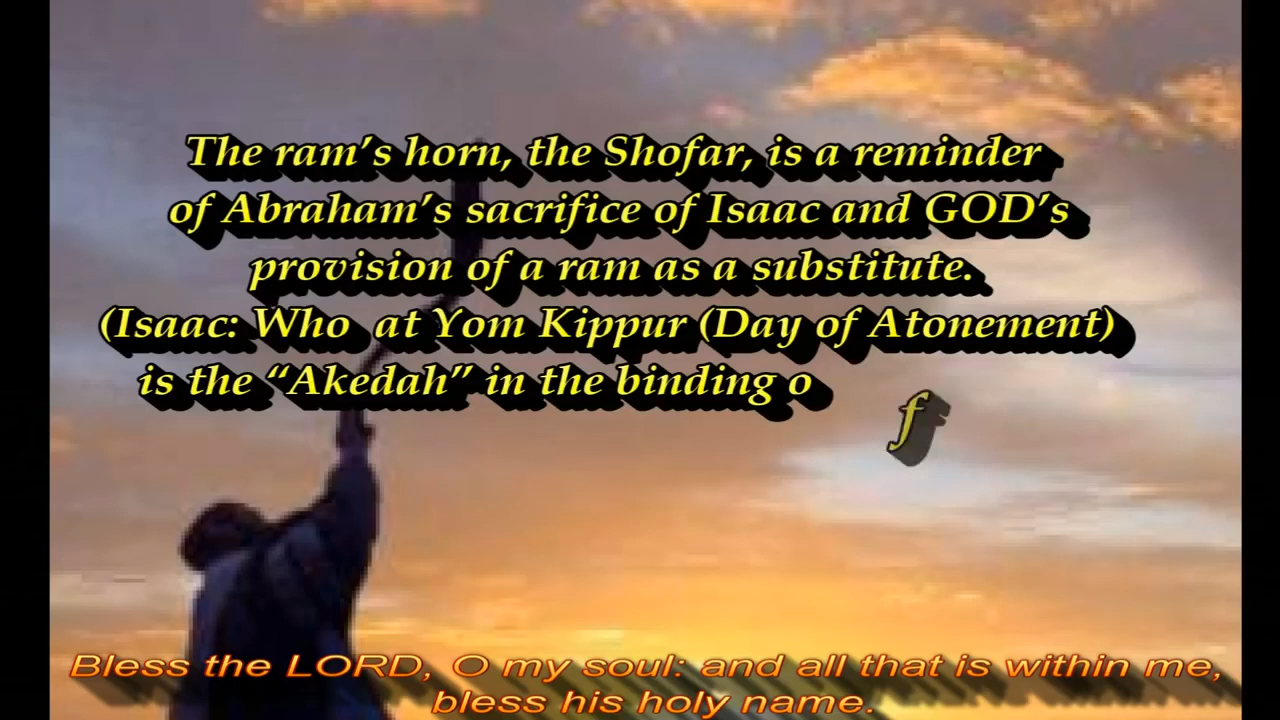 The ram’s horn, the Shofar, is a reminder
of Abraham’s sacrifice of Isaac and GOD’s
provision of a ram as a substitute.
(Isaac: Who at Yom Kippur (Day of Atonement)
is the “Akedah” in the binding of
Bless the LORD, O my soul: and all that is within me,
bless his holy name.